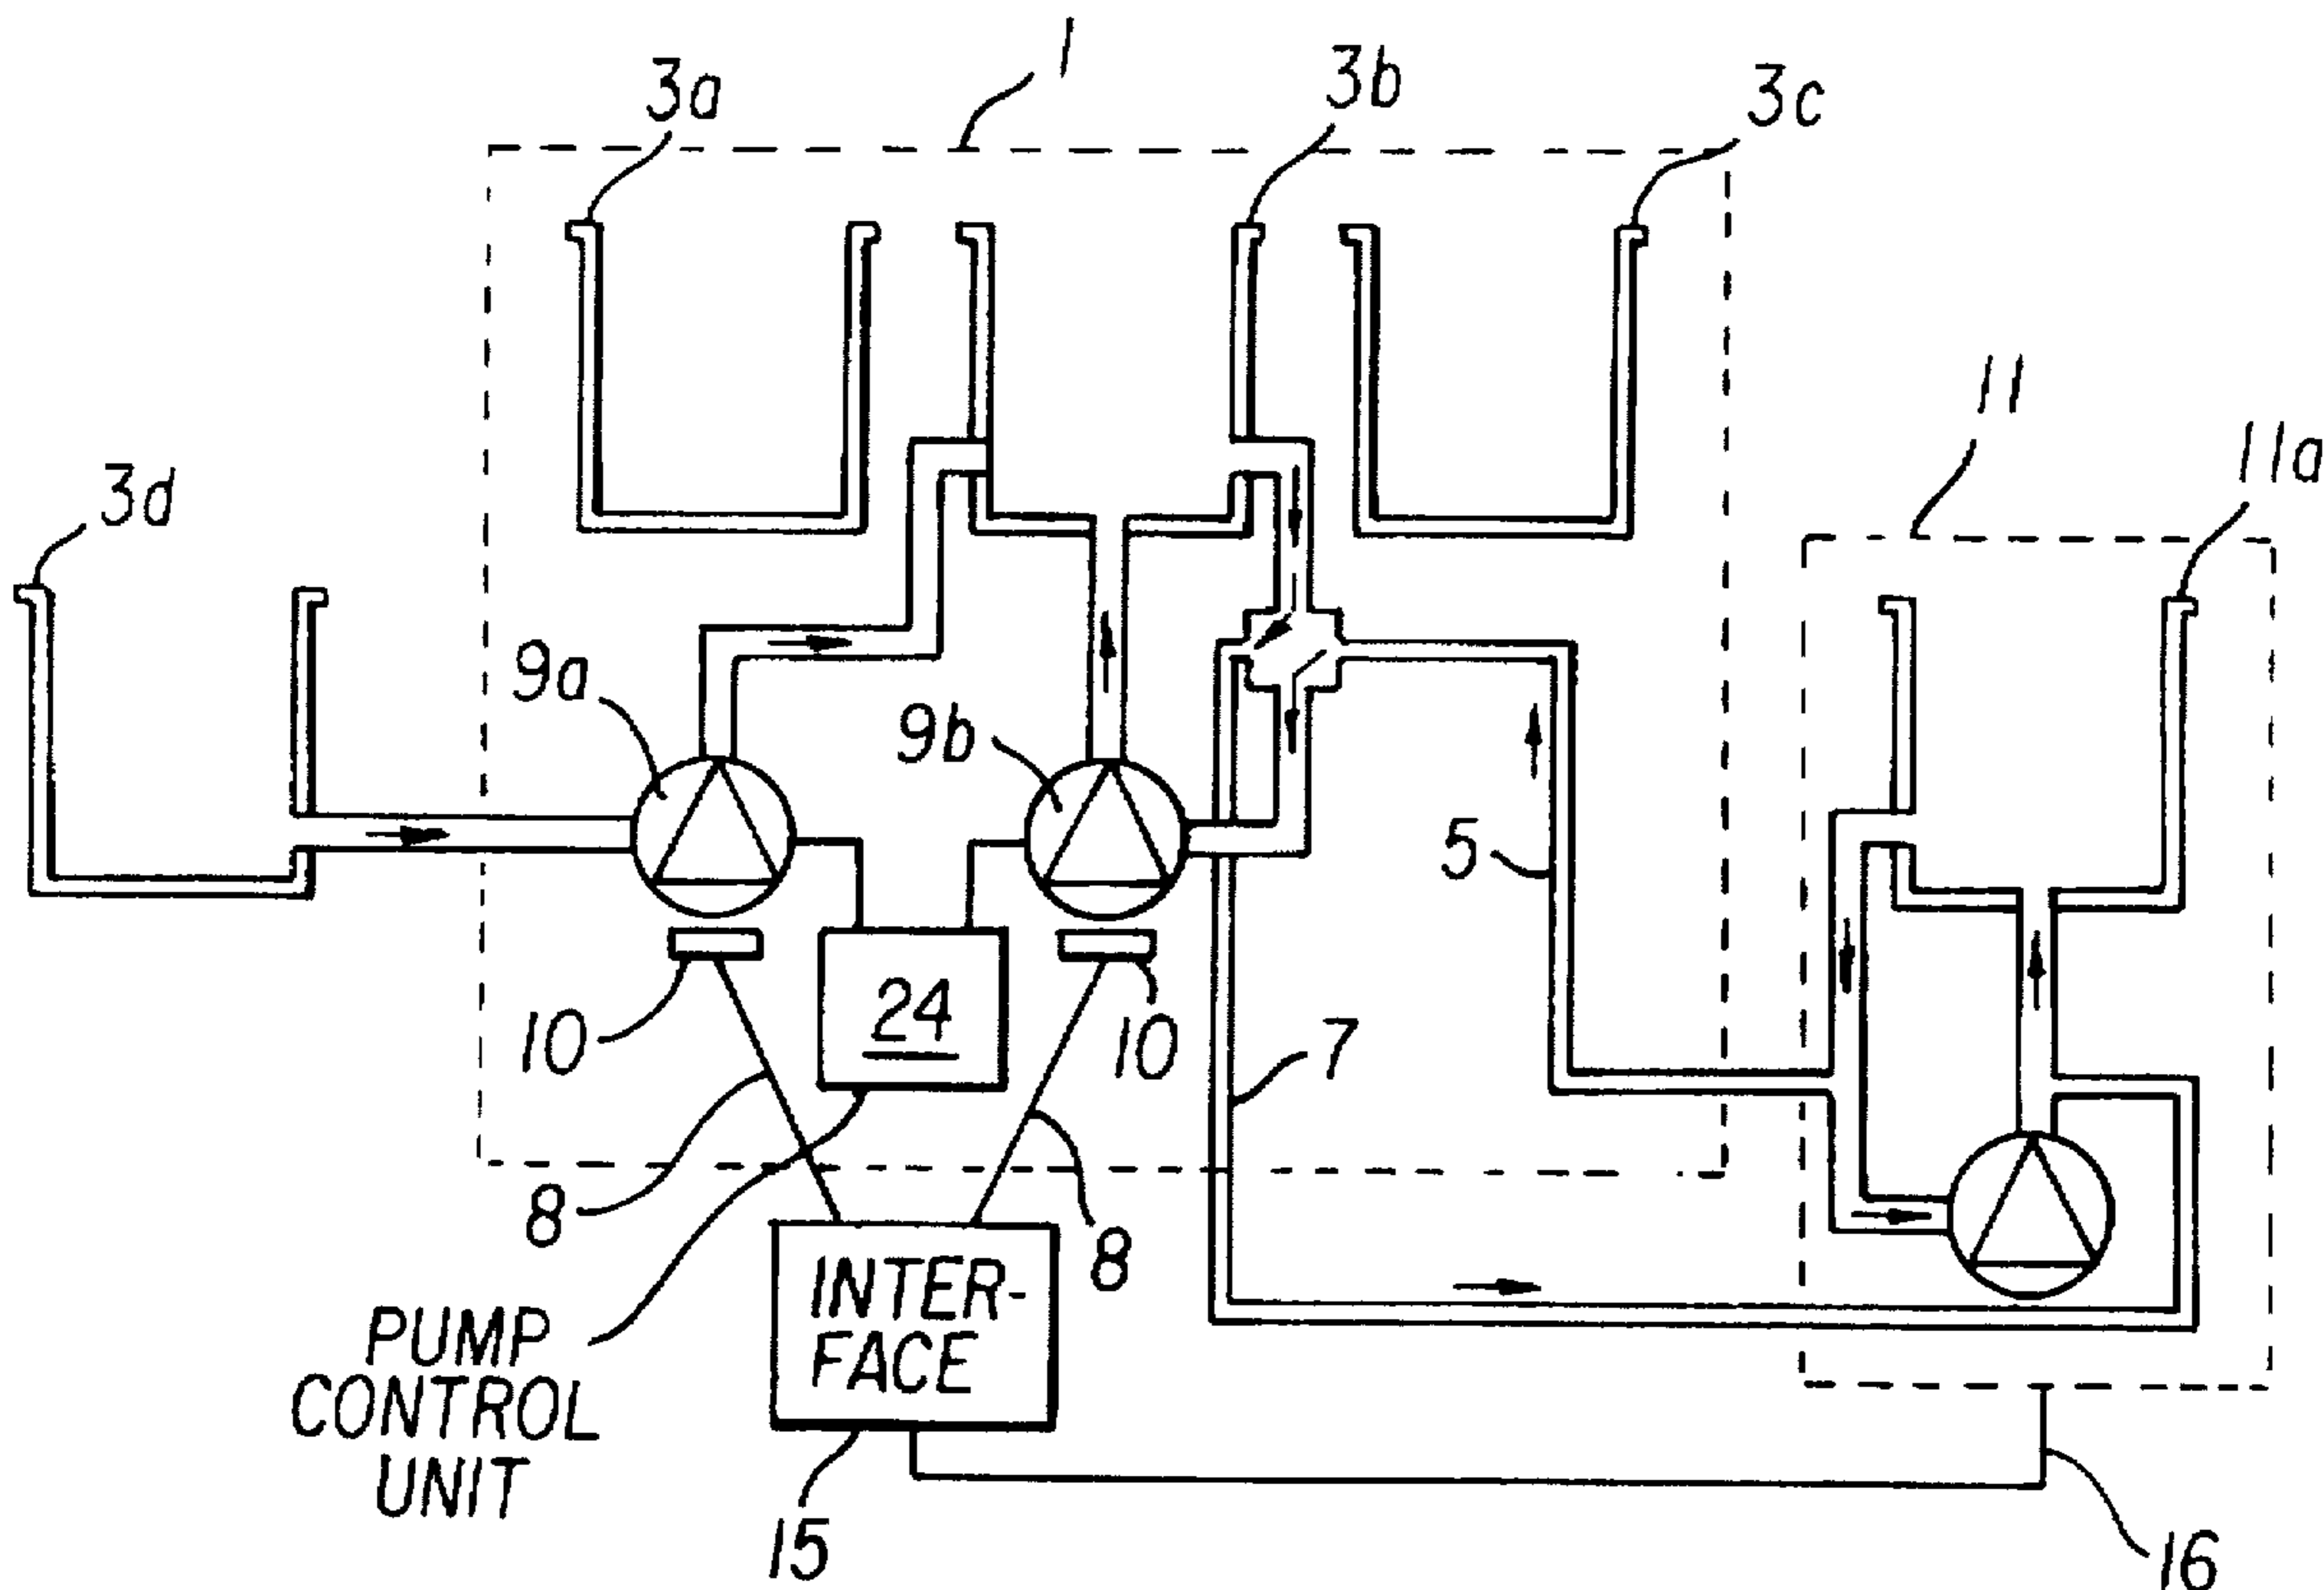 1
3a
3b
3c
11
11a
3d
9a
9b
5
10
24
10
7
8
8
INTER-
FACE
PUMP
CONTROL
UNIT
15
16